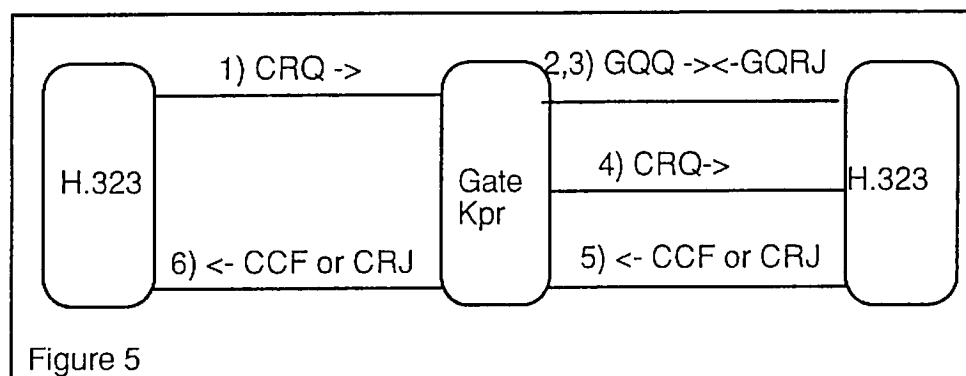 1) CRQ ->
2,3) GQQ -><-GQRJ
H.323
Gate
Kpr
4) CRQ->
H.323
6) <- CCF or CRJ
5) <- CCF or CRJ
Figure 5